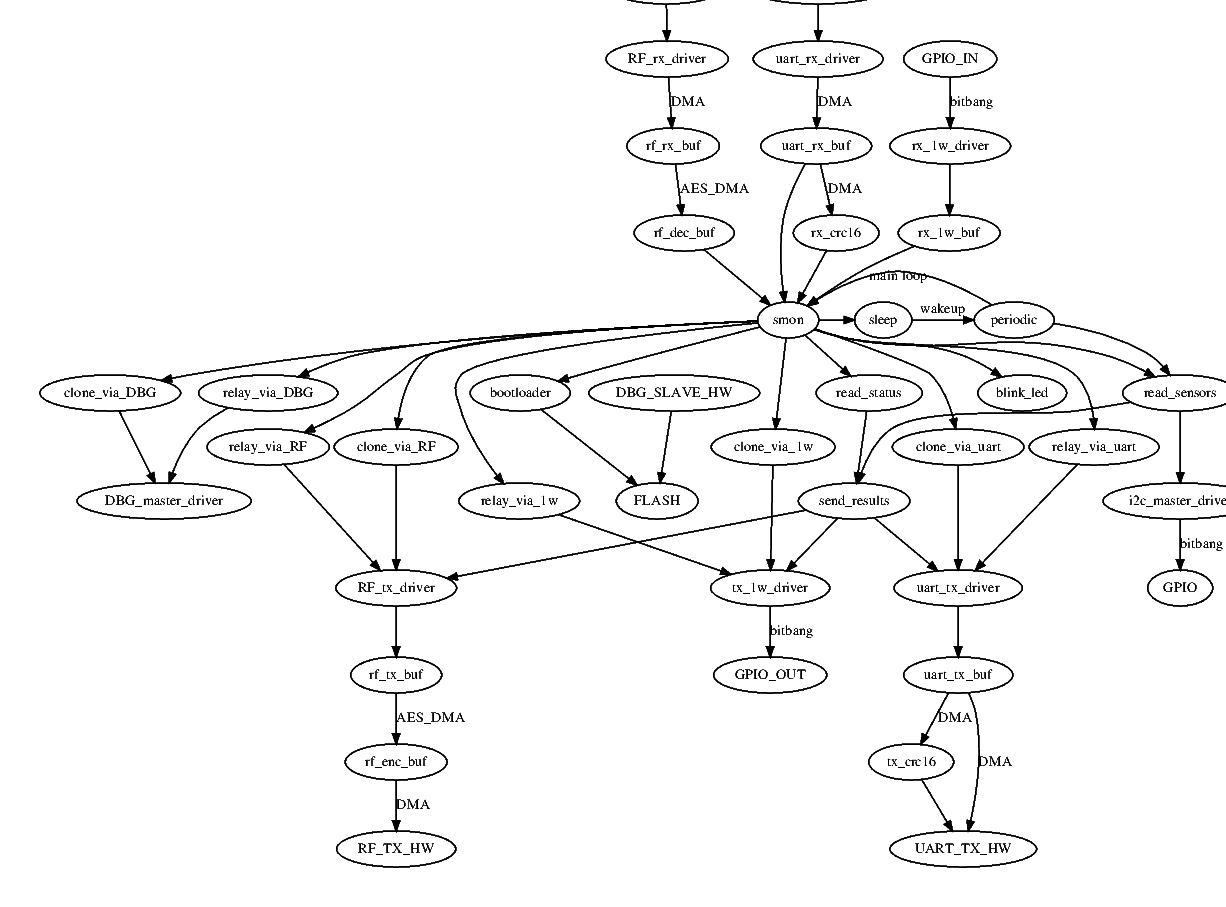 RF_rx_driver
uart_rx_driver
GPIO_IN
DMA
DMA
bitbang
rf_rx_buf
uart_rx_buf
rx_1w_driver
AES_DMA
DMA
rf_dec_buf
rx_crc16
rx_1w_buf
main loop
smon
sleep
wakeup
periodic
clone_via_DBG
relay_via_DBG
bootloader
DBG_SLAVE_HW
read_status
blink_led
read_sensors
relay_via_RF
clone_via_RF
clone_via_1w
clone_via_uart
relay_via_uart
DBG_master_driver
relay_via_1w
FLASH
send_results
i2c_master_drive
bitbang
RF_tx_driver
tx_1w_driver
uart_tx_driver
GPIO
bitbang
rf_tx_buf
GPIO_OUT
uart_tx_buf
AES_DMA
DMA
rf_enc_buf
tx_crc16
DMA
DMA
RF_TX_HW
UART_TX_HW